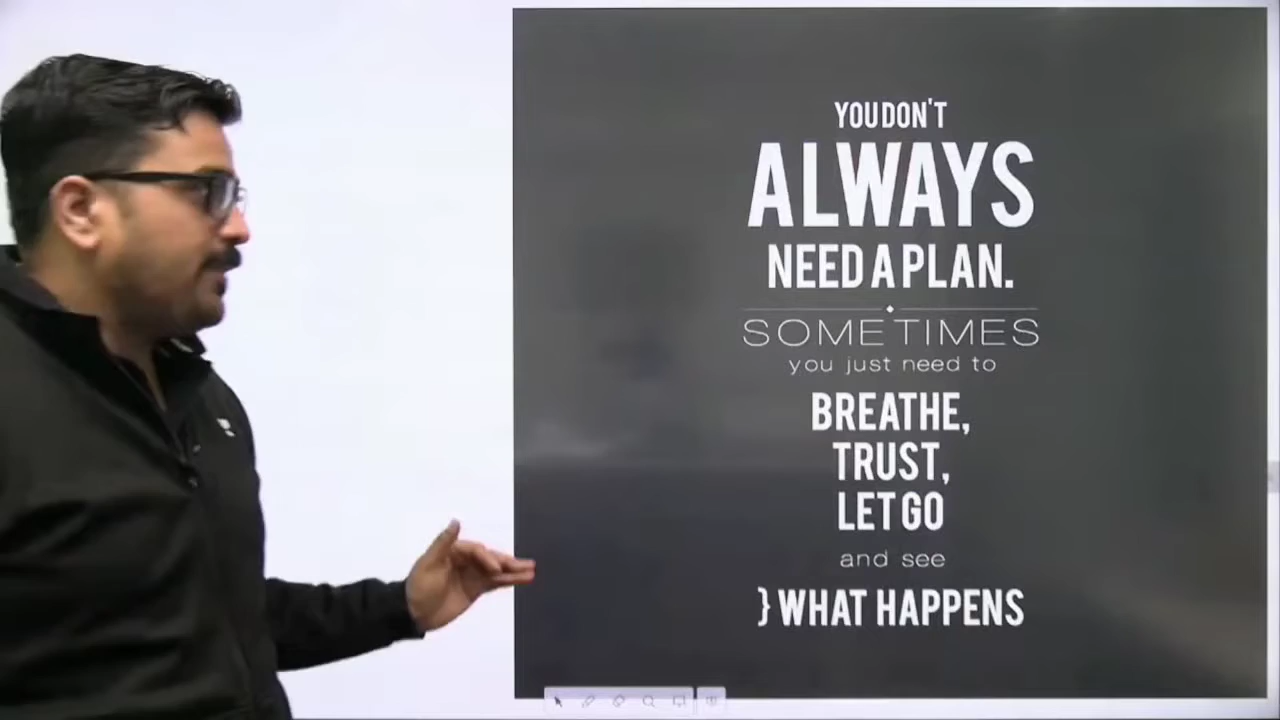 YOU DON'T
ALWAYS
NEED A PLAN.
SOMETIMES
you just need to
BREATHE,
TRUST,
LET GO
and see
} WHAT HAPPENS